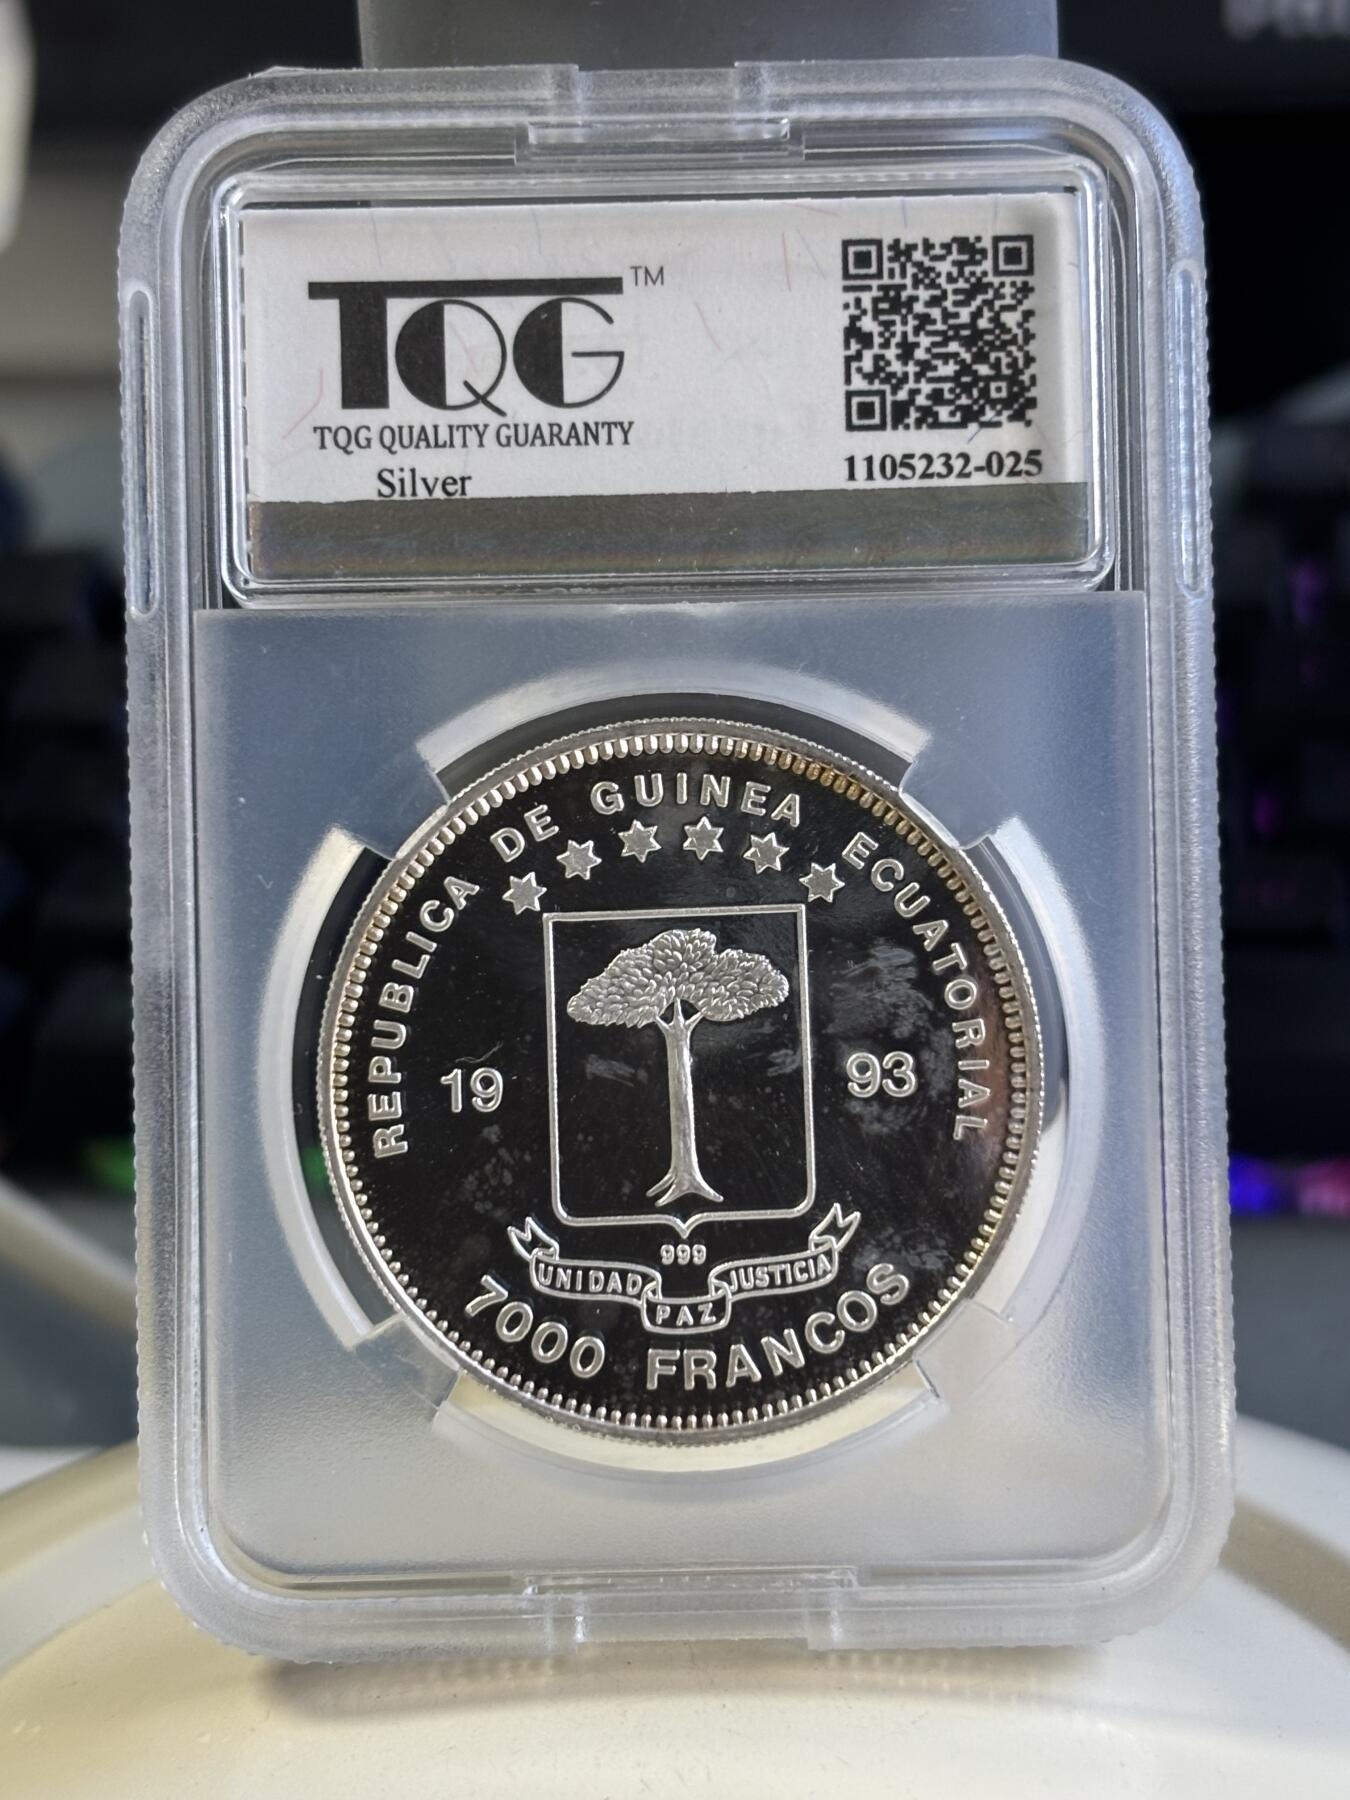 TQG™
TQG QUALITY GUARANTY
Silver
1105232-025
REPUBLICA DE GUINEA ECUATORIAL
19 93
999
UNIDAD PAZ JUSTICIA
7000 FRANCOS